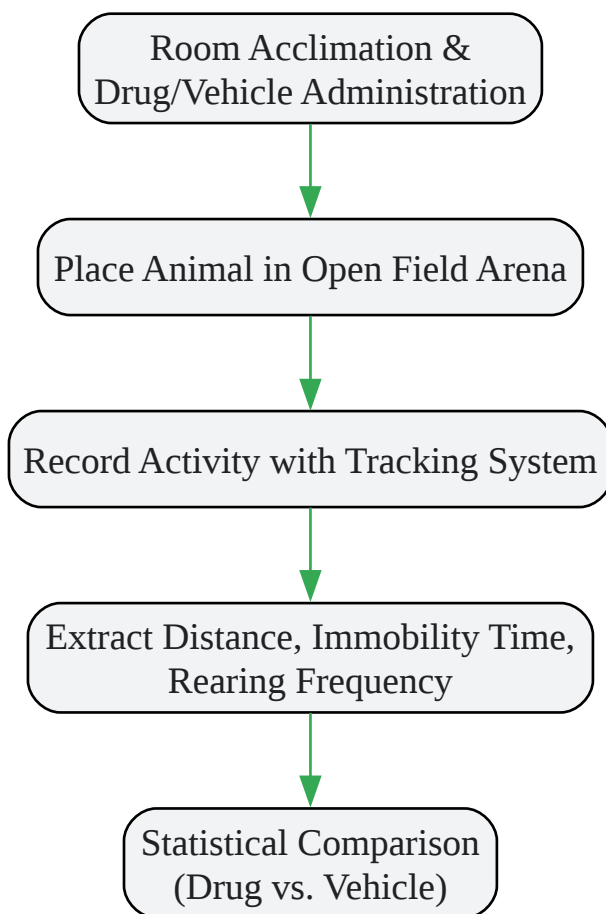 Room Acclimation &
Drug/Vehicle Administration
Place Animal in Open Field Arena
Record Activity with Tracking System
Extract Distance, Immobility Time,
Rearing Frequency
Statistical Comparison
(Drug vs. Vehicle)